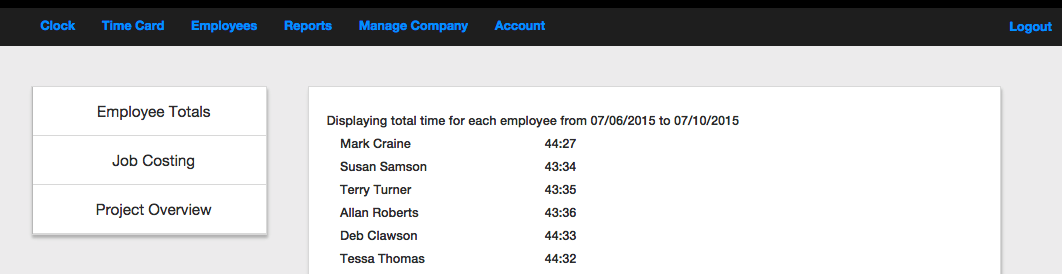 Clock Time Card Employees Reports Manage Company Account Logout
Employee Totals
Job Costing
Project Overview
Displaying total time for each employee from 07/06/2015 to 07/10/2015
Mark Craine 44:27
Susan Samson 43:34
Terry Turner 43:35
Allan Roberts 43:36
Deb Clawson 44:33
Tessa Thomas 44:32